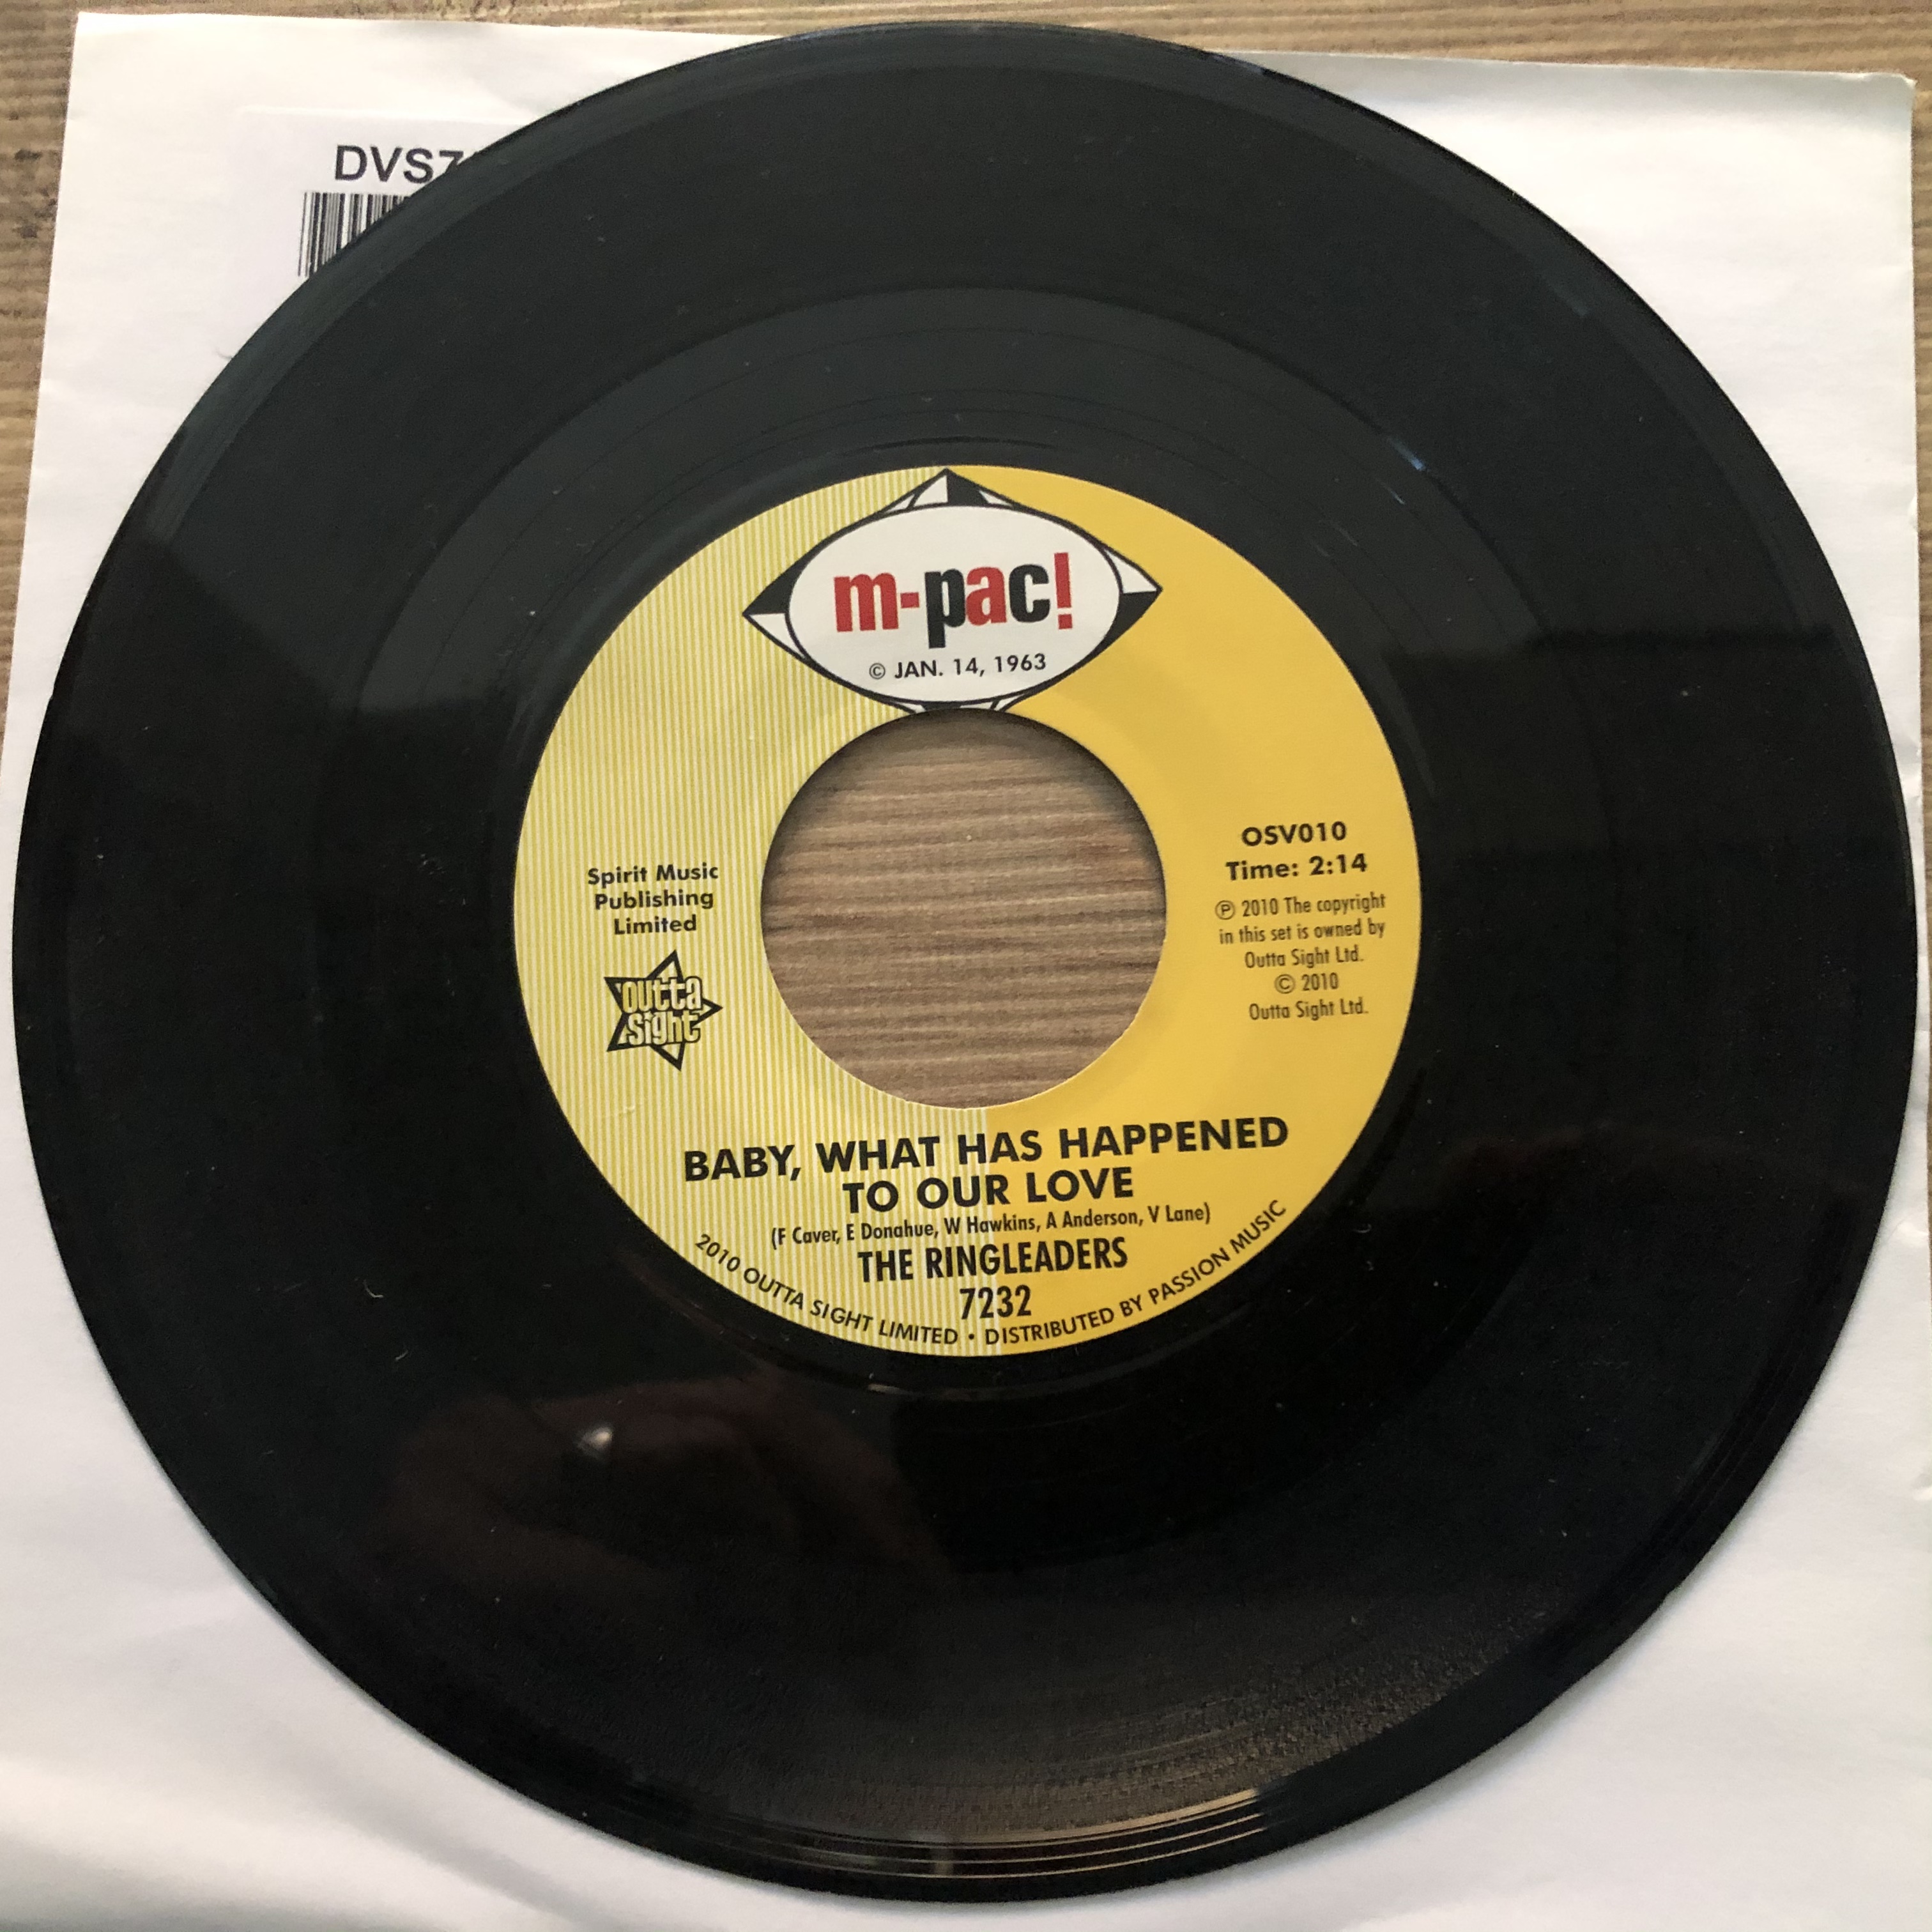 m-pac!
© JAN. 14, 1963
OSV010
Time: 2:14
℗ 2010 The copyright
in this set is owned by
Outta Sight Ltd.
© 2010
Outta Sight Ltd.
Spirit Music
Publishing
Limited
outta
sight
BABY, WHAT HAS HAPPENED
TO OUR LOVE
(F Caver, E Donahue, W Hawkins, A Anderson, V Lane)
THE RINGLEADERS
7232
2010 OUTTA SIGHT LIMITED • DISTRIBUTED BY PASSION MUSIC